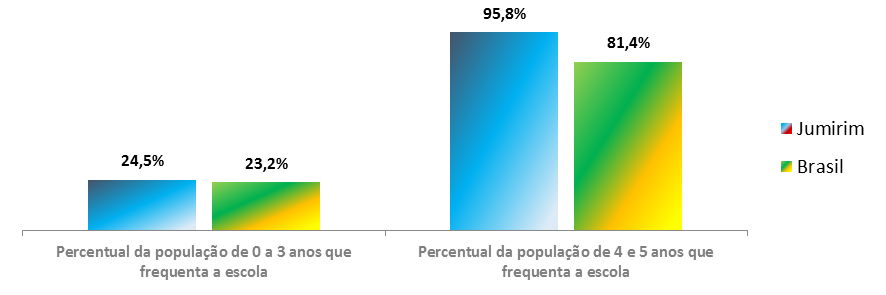 95,8%
81,4%
24,5%
23,2%
Jumirim
Brasil
Percentual da população de 0 a 3 anos que
frequenta a escola
Percentual da população de 4 e 5 anos que
frequenta a escola